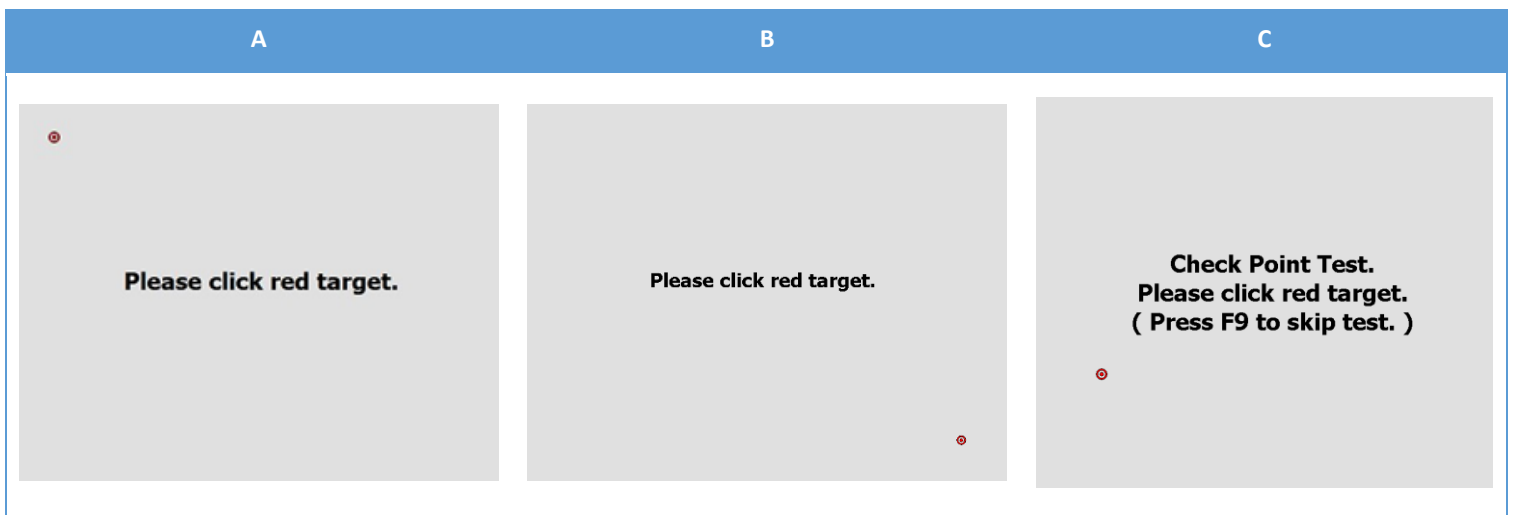 A
B
C
Please click red target.
Please click red target.
Check Point Test.
Please click red target.
( Press F9 to skip test. )